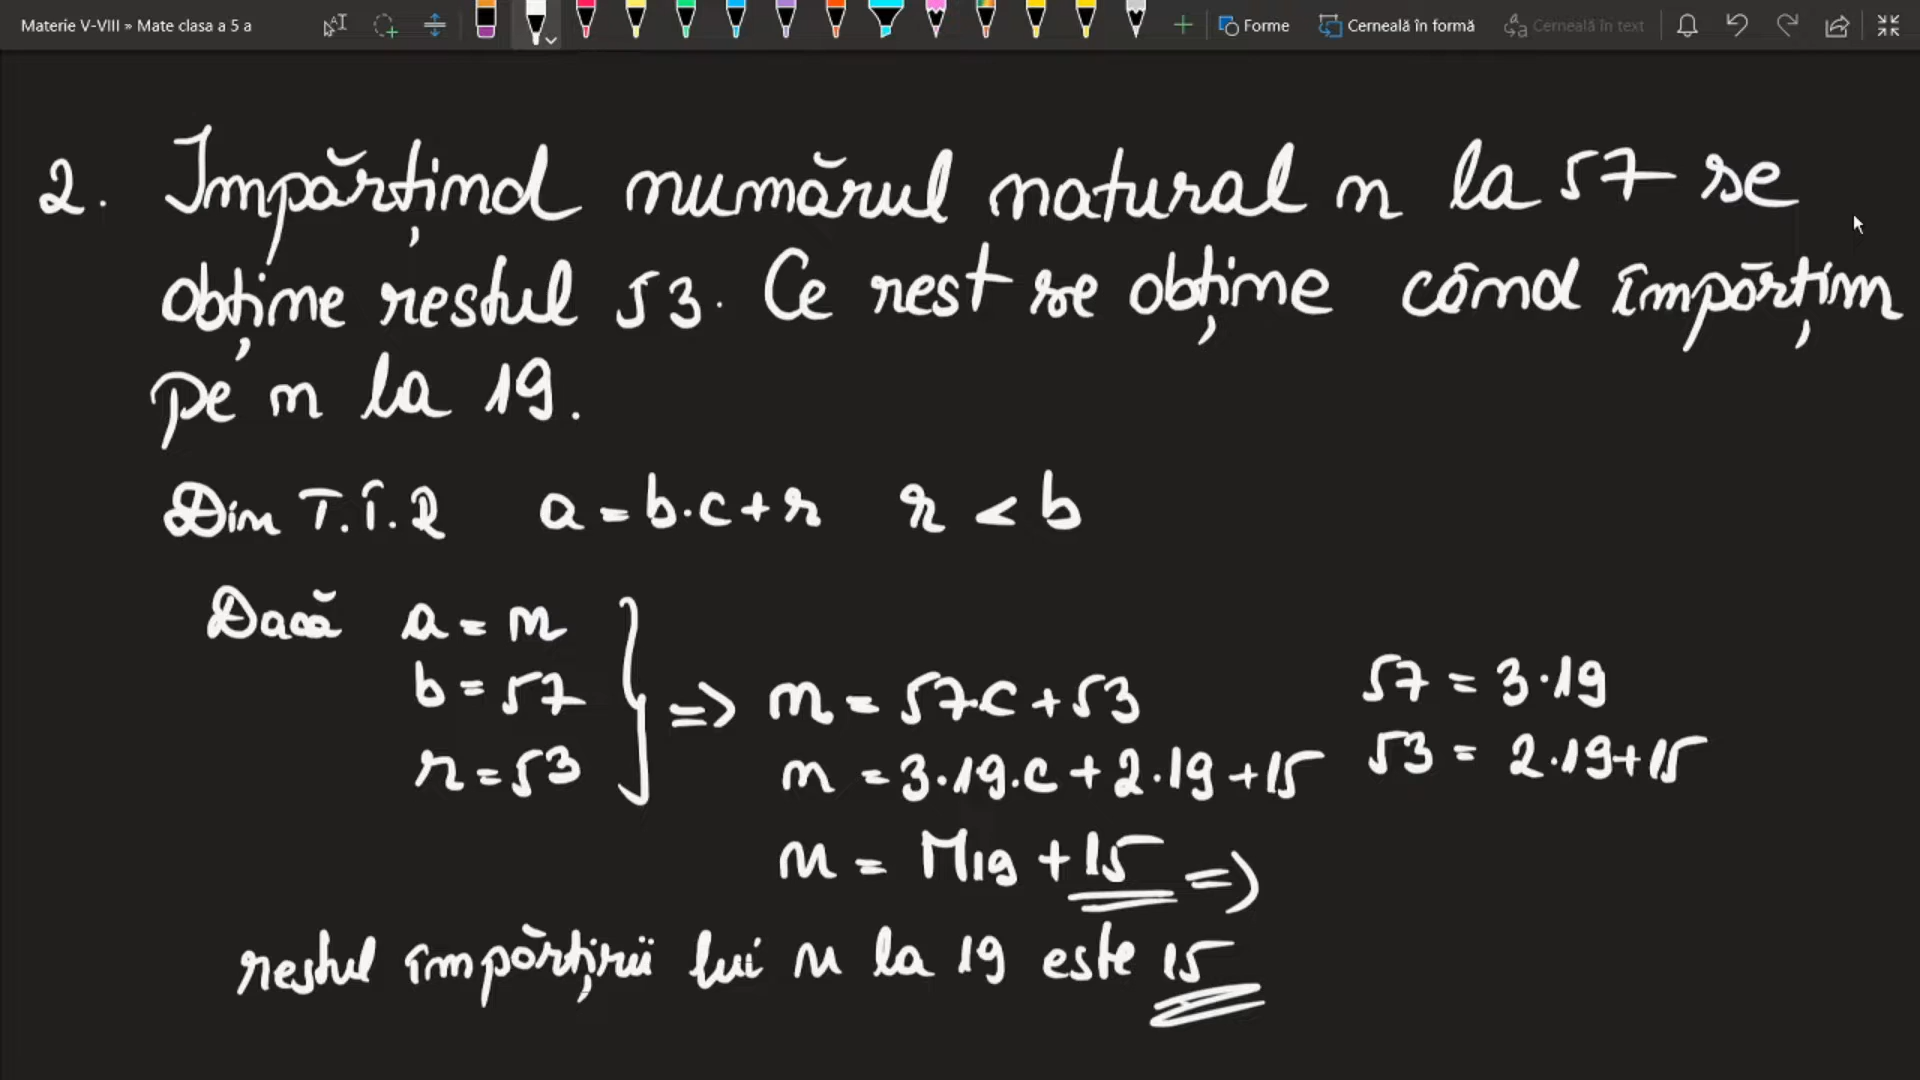 Materie V-VIII » Mate clasa a 5 a
Forme
Cerneală în formă
Cerneală în text
2. Împărțind numărul natural n la 57 se
obține restul 53. Ce rest se obține când împărțim
pe n la 19.
Din T.Î.R a = b·c + r r < b
Dacă a = n
b = 57
r = 53
=> n = 57·c + 53
n = 3·19·c + 2·19 + 15
57 = 3·19
53 = 2·19 + 15
n = M19 + 15 =>
restul împărțirii lui n la 19 este 15